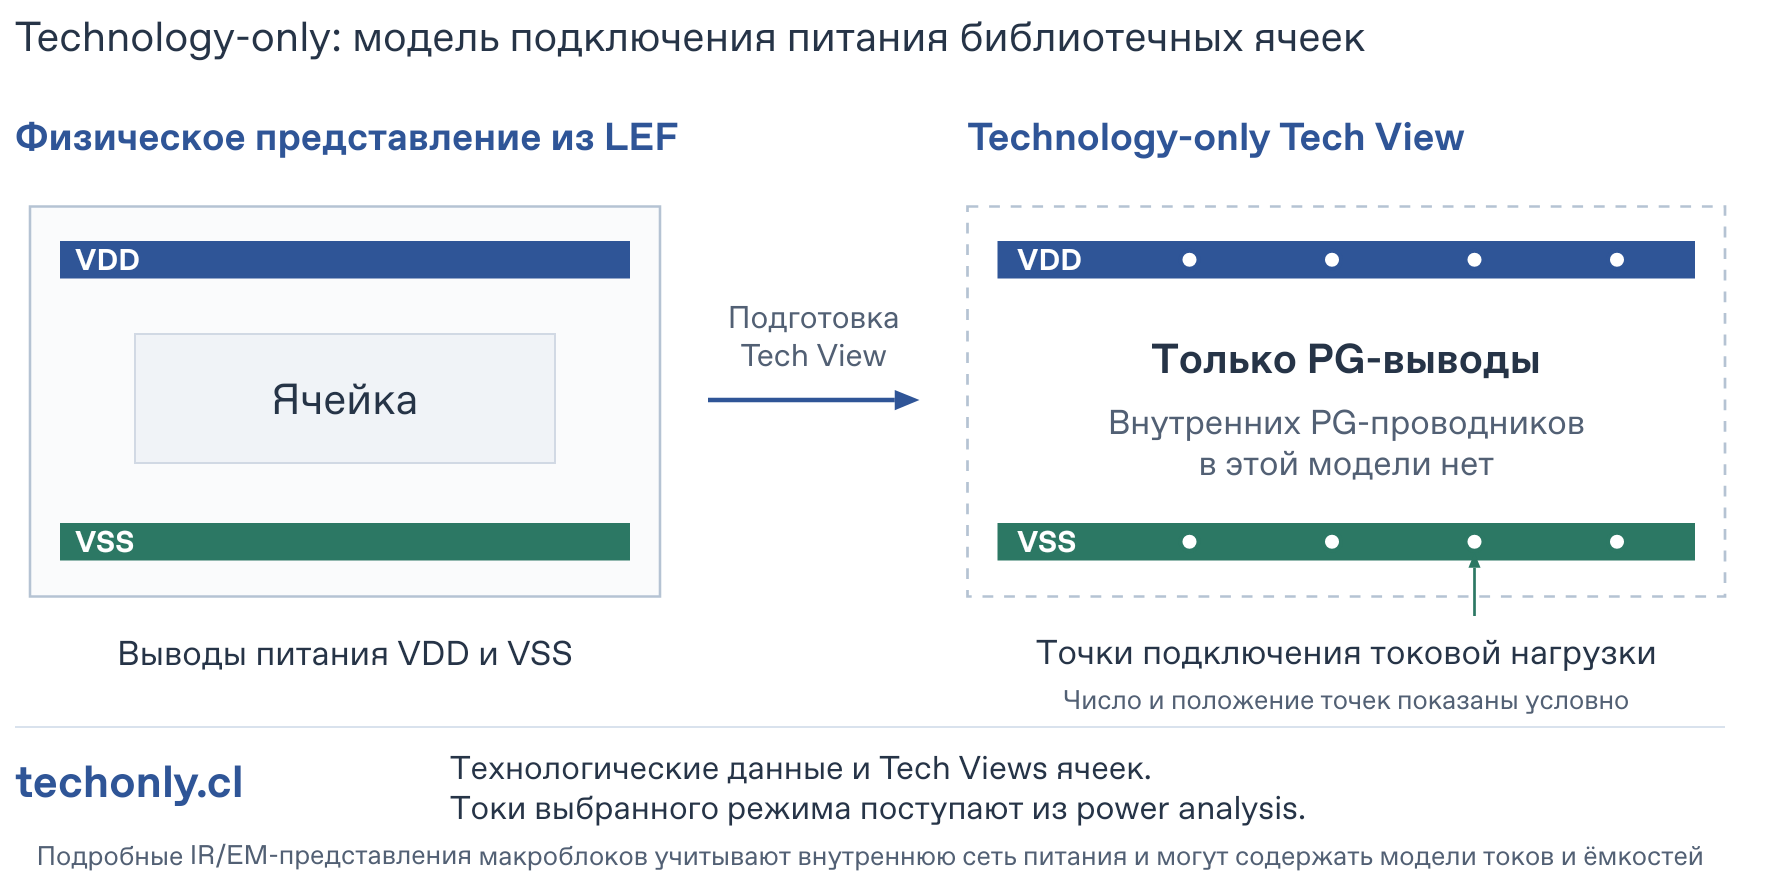 Technology-only: модель подключения питания библиотечных ячеек
Физическое представление из LEF
Technology-only Tech View
VDD
Ячейка
VSS
Выводы питания VDD и VSS
Подготовка
Tech View
VDD
Только PG-выводы
Внутренних PG-проводников
в этой модели нет
VSS
Точки подключения токовой нагрузки
Число и положение точек показаны условно
techonly.cl
Технологические данные и Tech Views ячеек.
Токи выбранного режима поступают из power analysis.
Подробные IR/EM-представления макроблоков учитывают внутреннюю сеть питания и могут содержать модели токов и ёмкостей